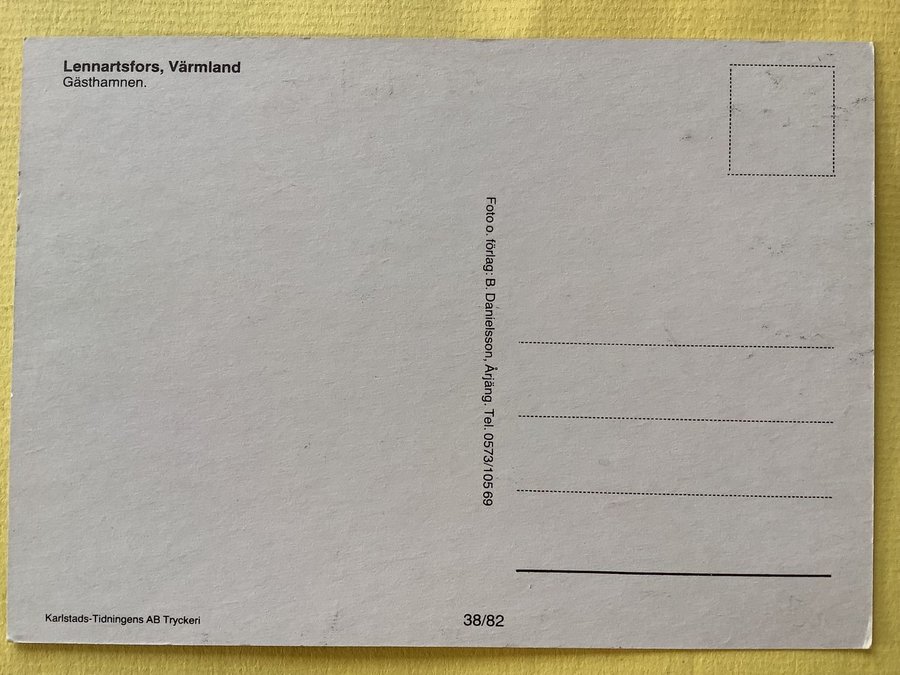 Lennartsfors, Värmland
Gästhamnen.
Foto o. förlag: B. Danielsson, Årjäng. Tel. 0573/105 69
Karlstads-Tidningens AB Tryckeri
38/82